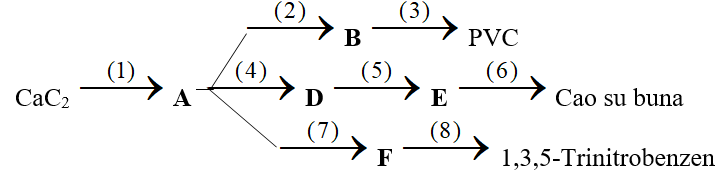 (2) B (3) PVC
CaC₂ (1) A (4) D (5) E (6) Cao su buna
(7) F (8) 1,3,5-Trinitrobenzen